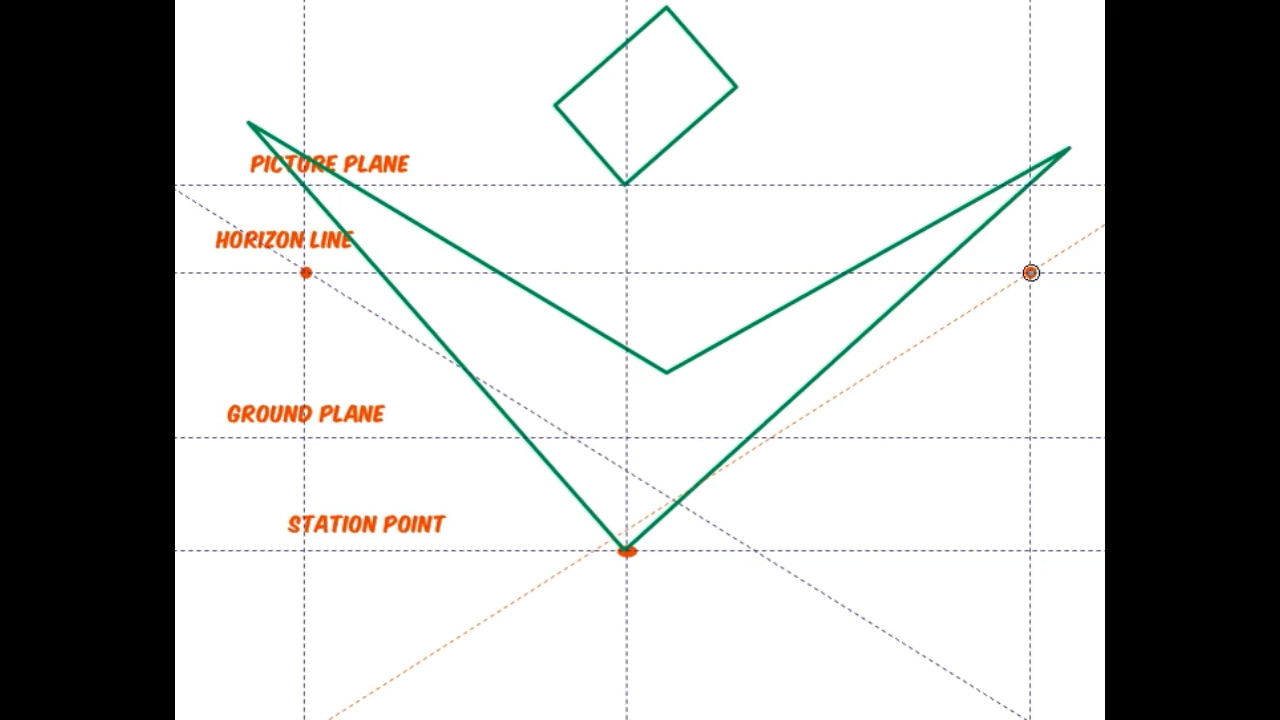 PICTURE PLANE
HORIZON LINE
GROUND PLANE
STATION POINT